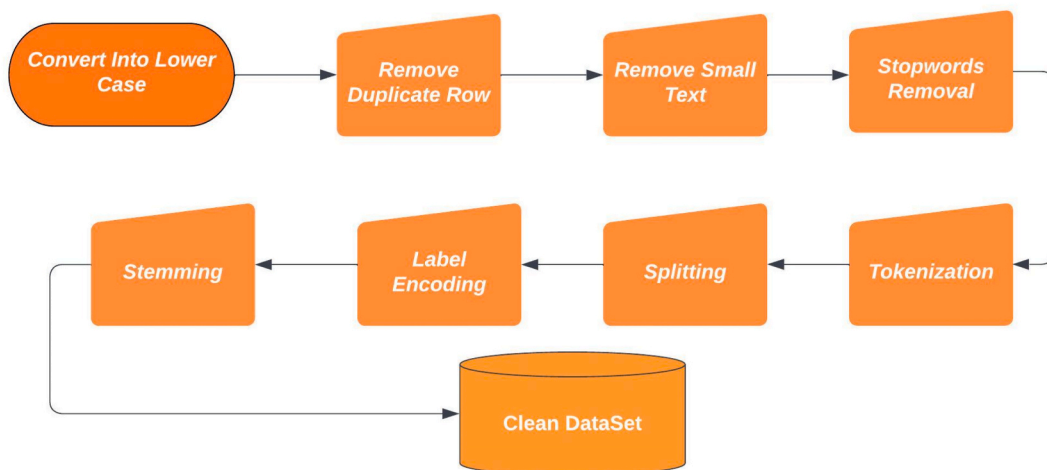 Convert Into Lower
Case
Remove
Duplicate Row
Remove Small
Text
Stopwords
Removal
Tokenization
Splitting
Label
Encoding
Stemming
Clean DataSet